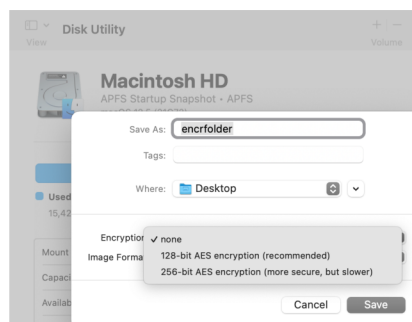 Disk Utility
View
Volume
Macintosh HD
APFS Startup Snapshot • APFS
Save As: encrfolder
Tags:
Where: Desktop
Used
15,42
Encryption
✓ none
128-bit AES encryption (recommended)
256-bit AES encryption (more secure, but slower)
Image Forma
Mount
Capaci
Availab
Cancel Save